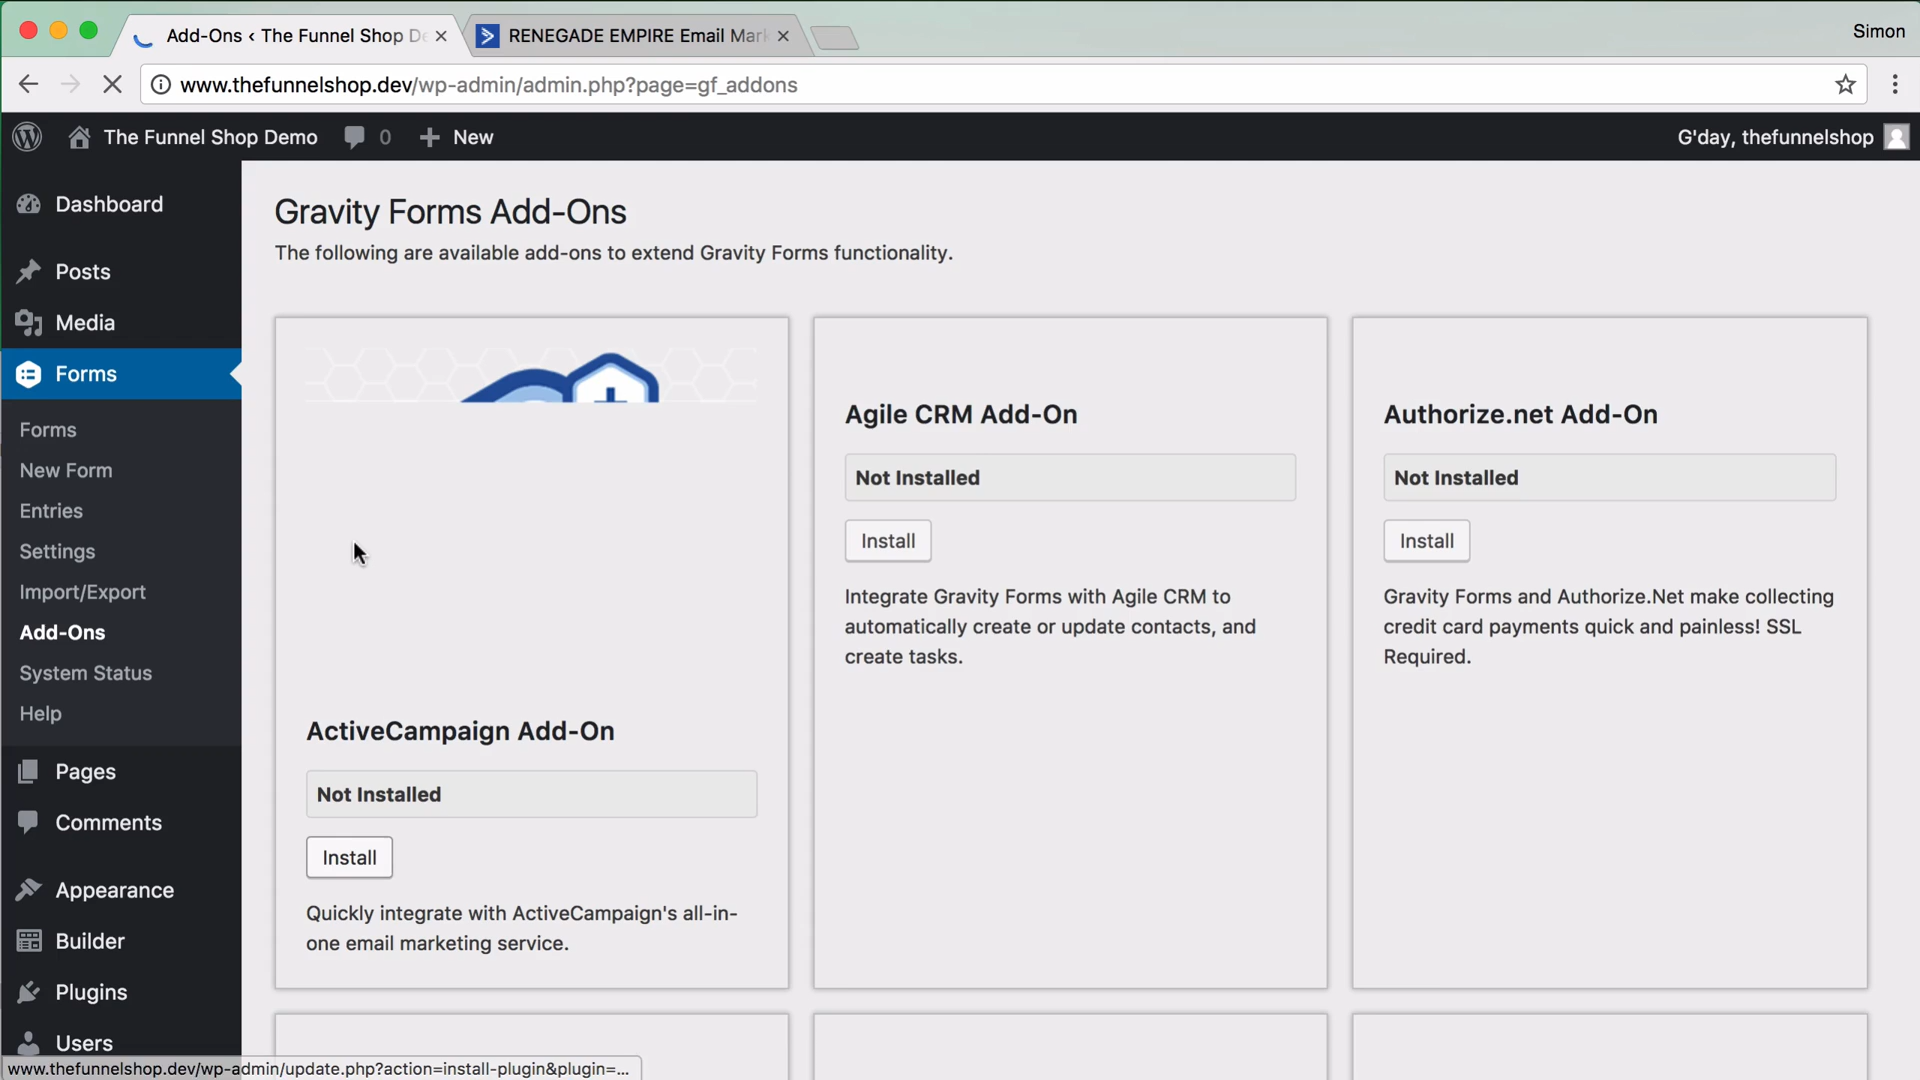 Add-Ons ‹ The Funnel Shop De
RENEGADE EMPIRE Email Mark
Simon
www.thefunnelshop.dev/wp-admin/admin.php?page=gf_addons
The Funnel Shop Demo
0
New
G'day, thefunnelshop
Dashboard
Posts
Media
Forms
Forms
New Form
Entries
Settings
Import/Export
Add-Ons
System Status
Help
Pages
Comments
Appearance
Builder
Plugins
Users
Gravity Forms Add-Ons
The following are available add-ons to extend Gravity Forms functionality.
ActiveCampaign Add-On
Not Installed
Install
Quickly integrate with ActiveCampaign's all-in-
one email marketing service.
Agile CRM Add-On
Not Installed
Install
Integrate Gravity Forms with Agile CRM to
automatically create or update contacts, and
create tasks.
Authorize.net Add-On
Not Installed
Install
Gravity Forms and Authorize.Net make collecting
credit card payments quick and painless! SSL
Required.
www.thefunnelshop.dev/wp-admin/update.php?action=install-plugin&plugin=...